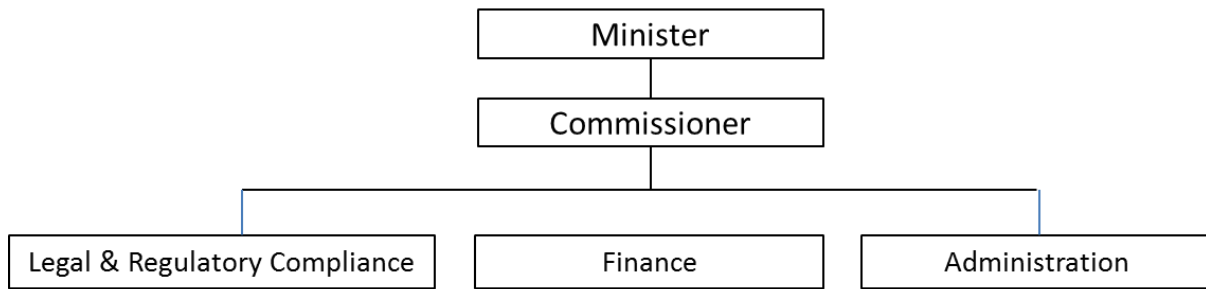 Minister
Commissioner
Legal & Regulatory Compliance
Finance
Administration